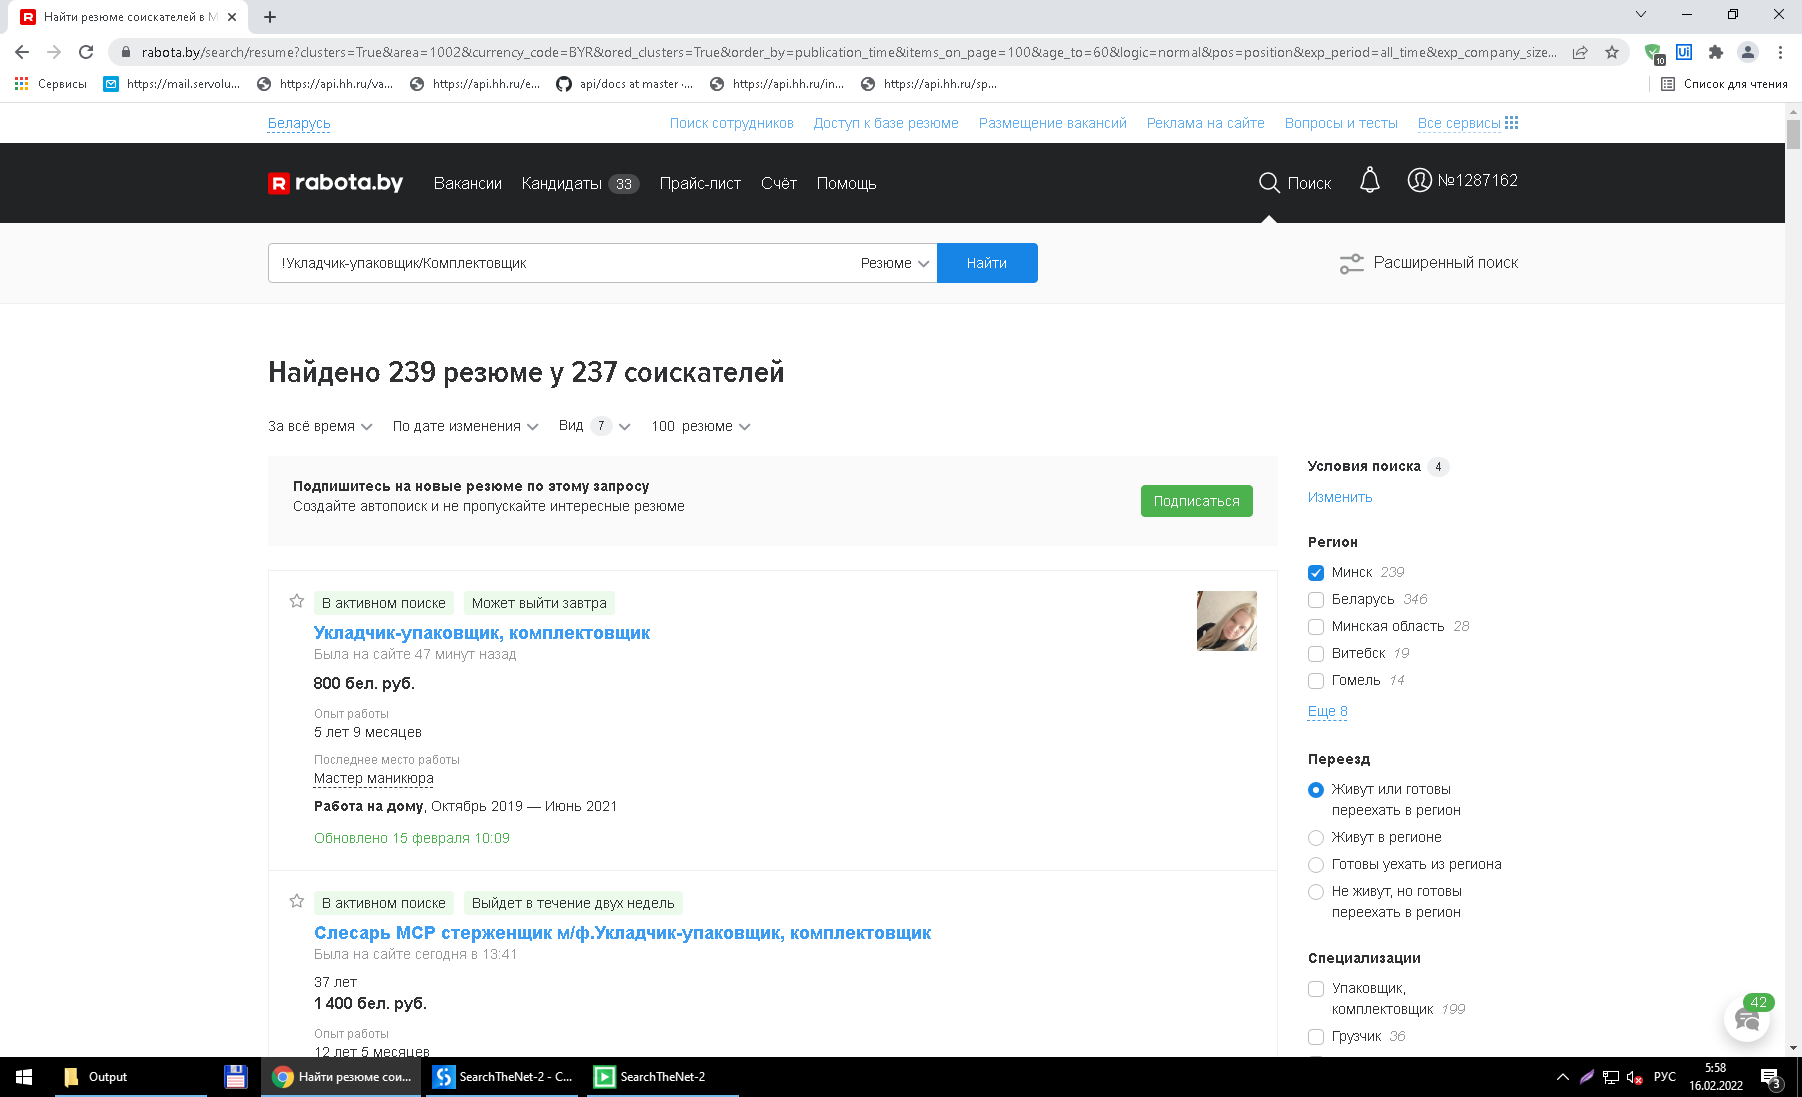 Найти резюме соискателей в М
rabota.by/search/resume?clusters=True&area=1002&currency_code=BYR&ored_clusters=True&order_by=publication_time&items_on_page=100&age_to=60&logic=normal&pos=position&exp_period=all_time&exp_company_size...
10
Сервисы
https://mail.servolu...
https://api.hh.ru/va...
https://api.hh.ru/e...
api/docs at master ·...
https://api.hh.ru/in...
https://api.hh.ru/sp...
Список для чтения
Беларусь
Поиск сотрудников
Доступ к базе резюме
Размещение вакансий
Реклама на сайте
Вопросы и тесты
Все сервисы
R rabota.by
Вакансии
Кандидаты 33
Прайс-лист
Счёт
Помощь
Поиск
№1287162
!Укладчик-упаковщик/Комплектовщик
Резюме
Найти
Расширенный поиск
Найдено 239 резюме у 237 соискателей
За всё время
По дате изменения
Вид 7
100 резюме
Подпишитесь на новые резюме по этому запросу
Создайте автопоиск и не пропускайте интересные резюме
Подписаться
В активном поиске
Может выйти завтра
Укладчик-упаковщик, комплектовщик
Была на сайте 47 минут назад
800 бел. руб.
Опыт работы
5 лет 9 месяцев
Последнее место работы
Мастер маникюра
Работа на дому, Октябрь 2019 — Июнь 2021
Обновлено 15 февраля 10:09
В активном поиске
Выйдет в течение двух недель
Слесарь МСР стерженщик м/ф.Укладчик-упаковщик, комплектовщик
Была на сайте сегодня в 13:41
37 лет
1 400 бел. руб.
Опыт работы
12 лет 5 месяцев
Условия поиска 4
Изменить
Регион
Минск 239
Беларусь 346
Минская область 28
Витебск 19
Гомель 14
Еще 8
Переезд
Живут или готовы
переехать в регион
Живут в регионе
Готовы уехать из региона
Не живут, но готовы
переехать в регион
Специализации
Упаковщик,
комплектовщик 199
Грузчик 36
42
Output
Найти резюме сои...
SearchTheNet-2 - C...
SearchTheNet-2
РУС
5:58
16.02.2022
3